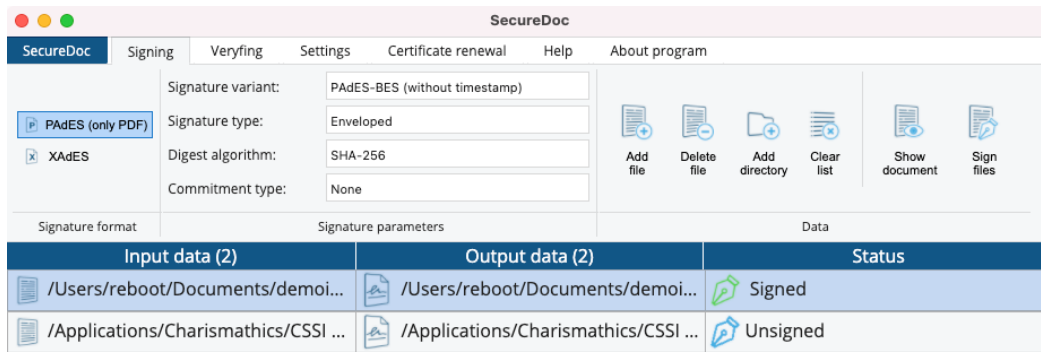 SecureDoc
SecureDoc Signing Veryfing Settings Certificate renewal Help About program
PAdES (only PDF)
XAdES
Signature format
Signature variant: PAdES-BES (without timestamp)
Signature type: Enveloped
Digest algorithm: SHA-256
Commitment type: None
Signature parameters
Add file
Delete file
Add directory
Clear list
Show document
Sign files
Data
Input data (2) Output data (2) Status
/Users/reboot/Documents/demoi... /Users/reboot/Documents/demoi... Signed
/Applications/Charismathics/CSSI ... /Applications/Charismathics/CSSI ... Unsigned